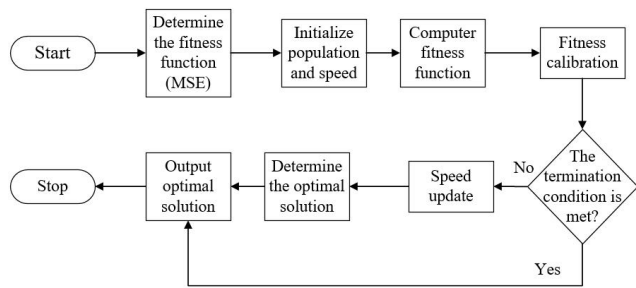 Start
Determine
the fitness
function
(MSE)
Initialize
population
and speed
Computer
fitness
function
Fitness
calibration
The
termination
condition is
met?
No
Speed
update
Determine
the optimal
solution
Output
optimal
solution
Stop
Yes